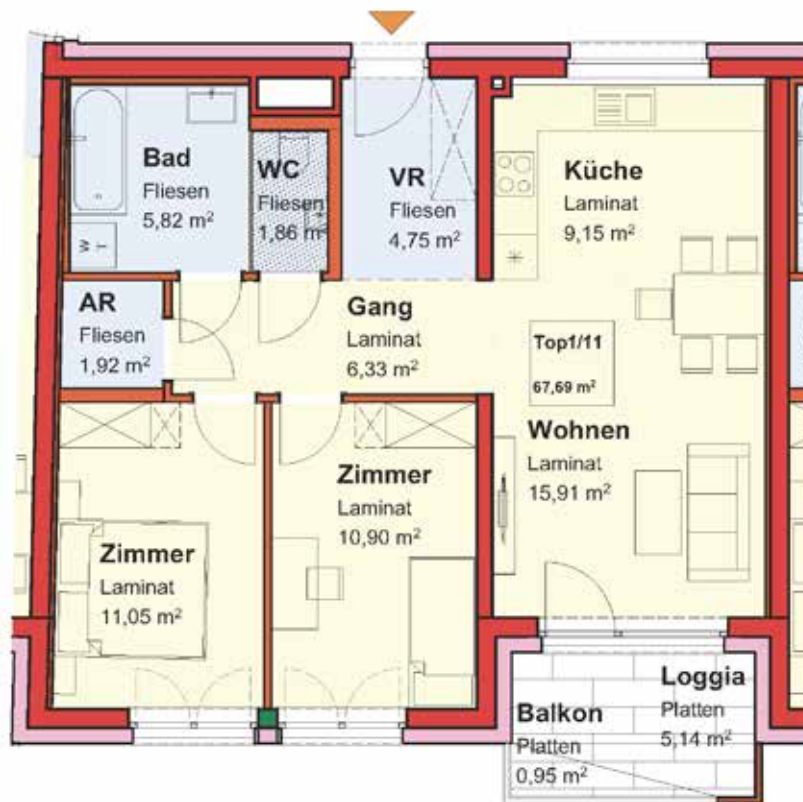 Bad
Fliesen
5,82 m²
WC
Fliesen
1,86 m²
VR
Fliesen
4,75 m²
Küche
Laminat
9,15 m²
W
T
AR
Fliesen
1,92 m²
Gang
Laminat
6,33 m²
Top1/11
67,69 m²
Wohnen
Laminat
15,91 m²
Zimmer
Laminat
11,05 m²
Zimmer
Laminat
10,90 m²
Loggia
Platten
5,14 m²
Balkon
Platten
0,95 m²